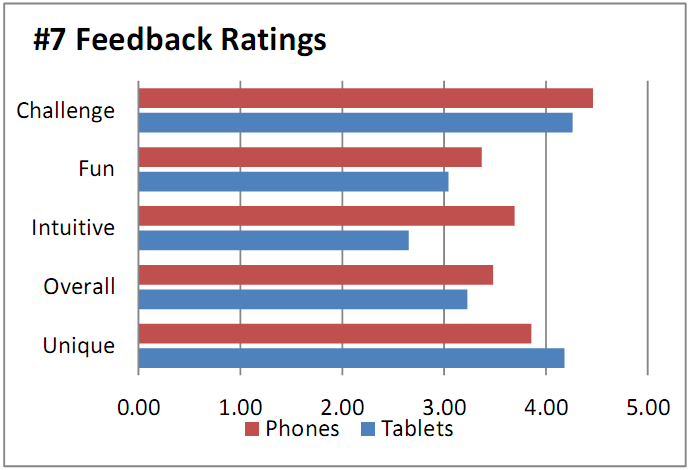 #7 Feedback Ratings
Challenge
Fun
Intuitive
Overall
Unique
0.00 1.00 2.00 3.00 4.00 5.00
Phones Tablets